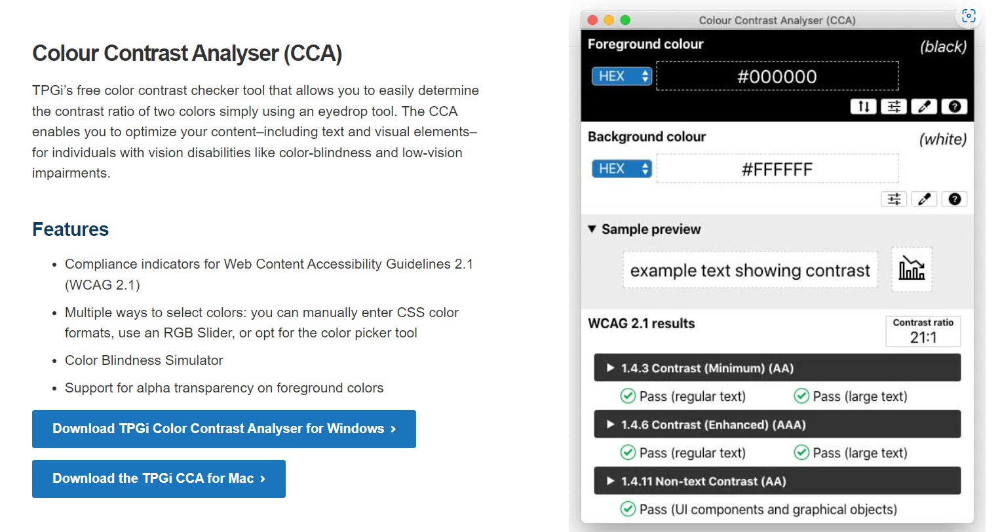 Colour Contrast Analyser (CCA)
TPGi’s free color contrast checker tool that allows you to easily determine
the contrast ratio of two colors simply using an eyedrop tool. The CCA
enables you to optimize your content–including text and visual elements–
for individuals with vision disabilities like color-blindness and low-vision
impairments.
Features
• Compliance indicators for Web Content Accessibility Guidelines 2.1
(WCAG 2.1)
• Multiple ways to select colors: you can manually enter CSS color
formats, use an RGB Slider, or opt for the color picker tool
• Color Blindness Simulator
• Support for alpha transparency on foreground colors
Download TPGi Color Contrast Analyser for Windows ›
Download the TPGi CCA for Mac ›
Colour Contrast Analyser (CCA)
Foreground colour (black)
HEX #000000
?
Background colour (white)
HEX #FFFFFF
?
▼ Sample preview
example text showing contrast
WCAG 2.1 results
Contrast ratio
21:1
▶ 1.4.3 Contrast (Minimum) (AA)
Pass (regular text) Pass (large text)
▶ 1.4.6 Contrast (Enhanced) (AAA)
Pass (regular text) Pass (large text)
▶ 1.4.11 Non-text Contrast (AA)
Pass (UI components and graphical objects)